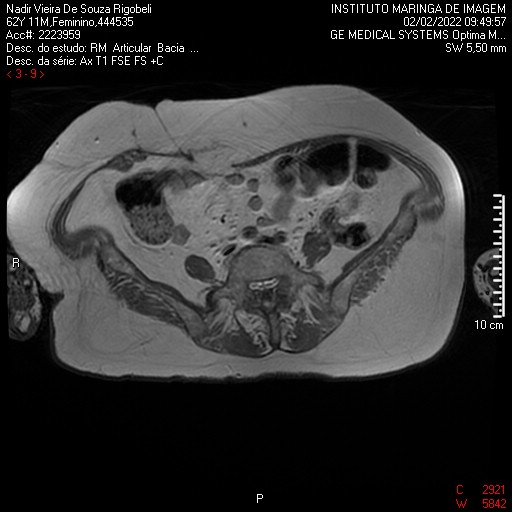 Nadir Vieira De Souza Rigobeli
62Y 11M,Feminino,444535
Acc#: 2223959
Desc. do estudo: RM Articular Bacia ...
Desc. da série: Ax T1 FSE FS +C
< 3 - 9 >
INSTITUTO MARINGA DE IMAGEM
02/02/2022 09:49:57
GE MEDICAL SYSTEMS Optima M...
SW 5,50 mm
R
10 cm
P
C 2921
W 5842